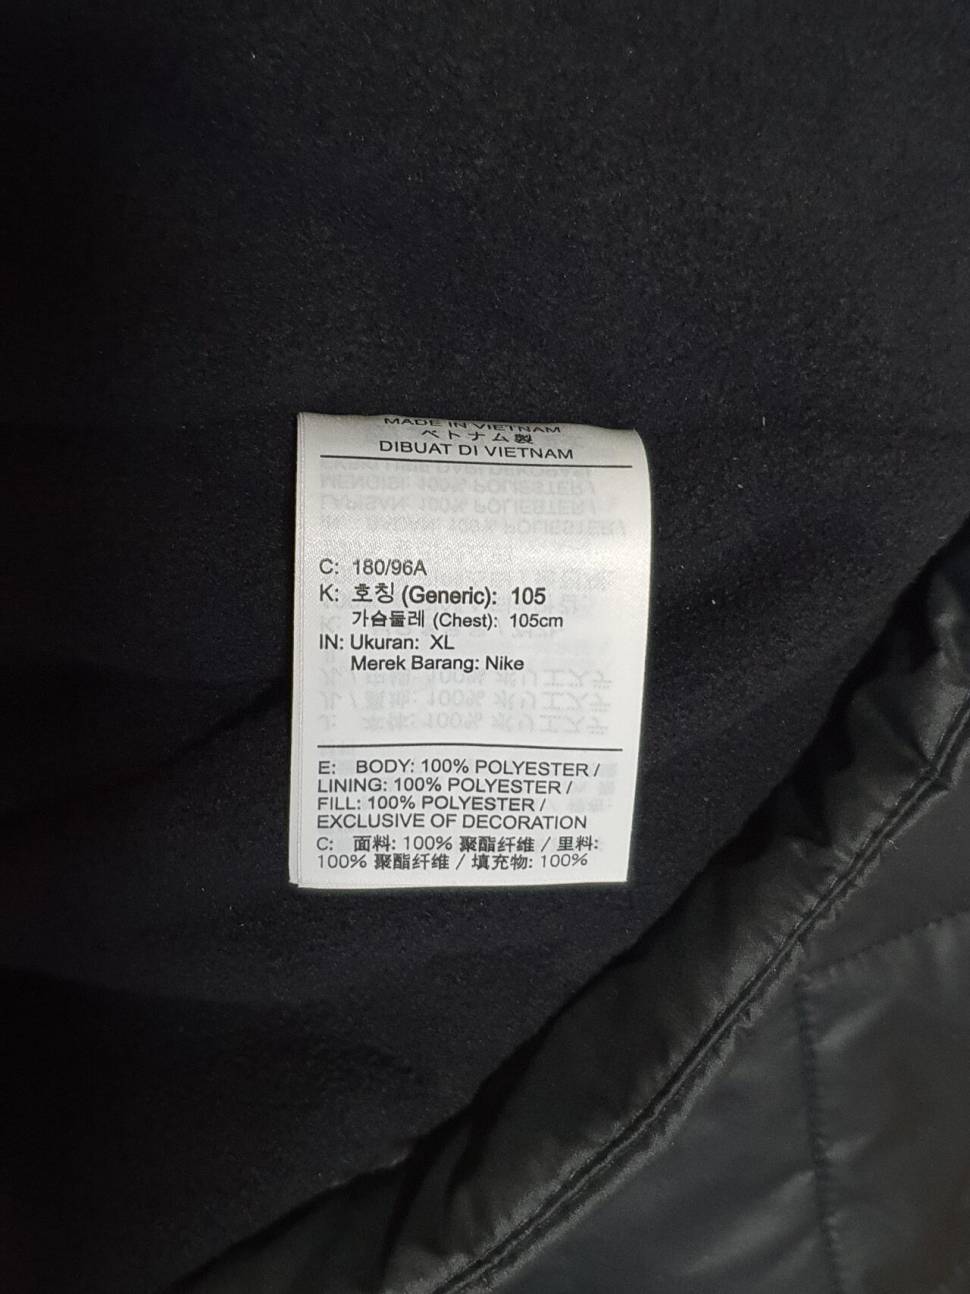 MADE IN VIETNAM
ベトナム製
DIBUAT DI VIETNAM
C: 180/96A
K: 호칭 (Generic): 105
가슴둘레 (Chest): 105cm
IN: Ukuran: XL
Merek Barang: Nike
E: BODY: 100% POLYESTER /
LINING: 100% POLYESTER /
FILL: 100% POLYESTER /
EXCLUSIVE OF DECORATION
C: 面料: 100% 聚酯纤维 / 里料:
100% 聚酯纤维 / 填充物: 100%